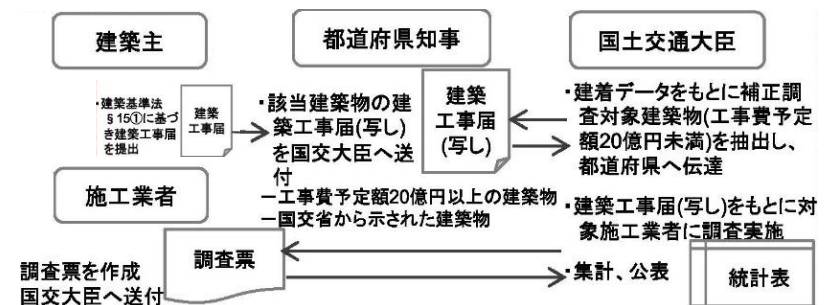 建築主
都道府県知事
国土交通大臣
・建築基準法
§15①に基づ
き建築工事届
を提出
建築
工事届
・該当建築物の建
築工事届(写し)
を国交大臣へ送
付
－工事費予定額20億円以上の建築物
－国交省から示された建築物
建築
工事届
(写し)
・建着データをもとに補正調
査対象建築物(工事費予定
額20億円未満)を抽出し、
都道府県へ伝達
・建築工事届(写し)をもとに対
象施工業者に調査実施
施工業者
調査票を作成
国交大臣へ送付
調査票
・集計、公表
統計表